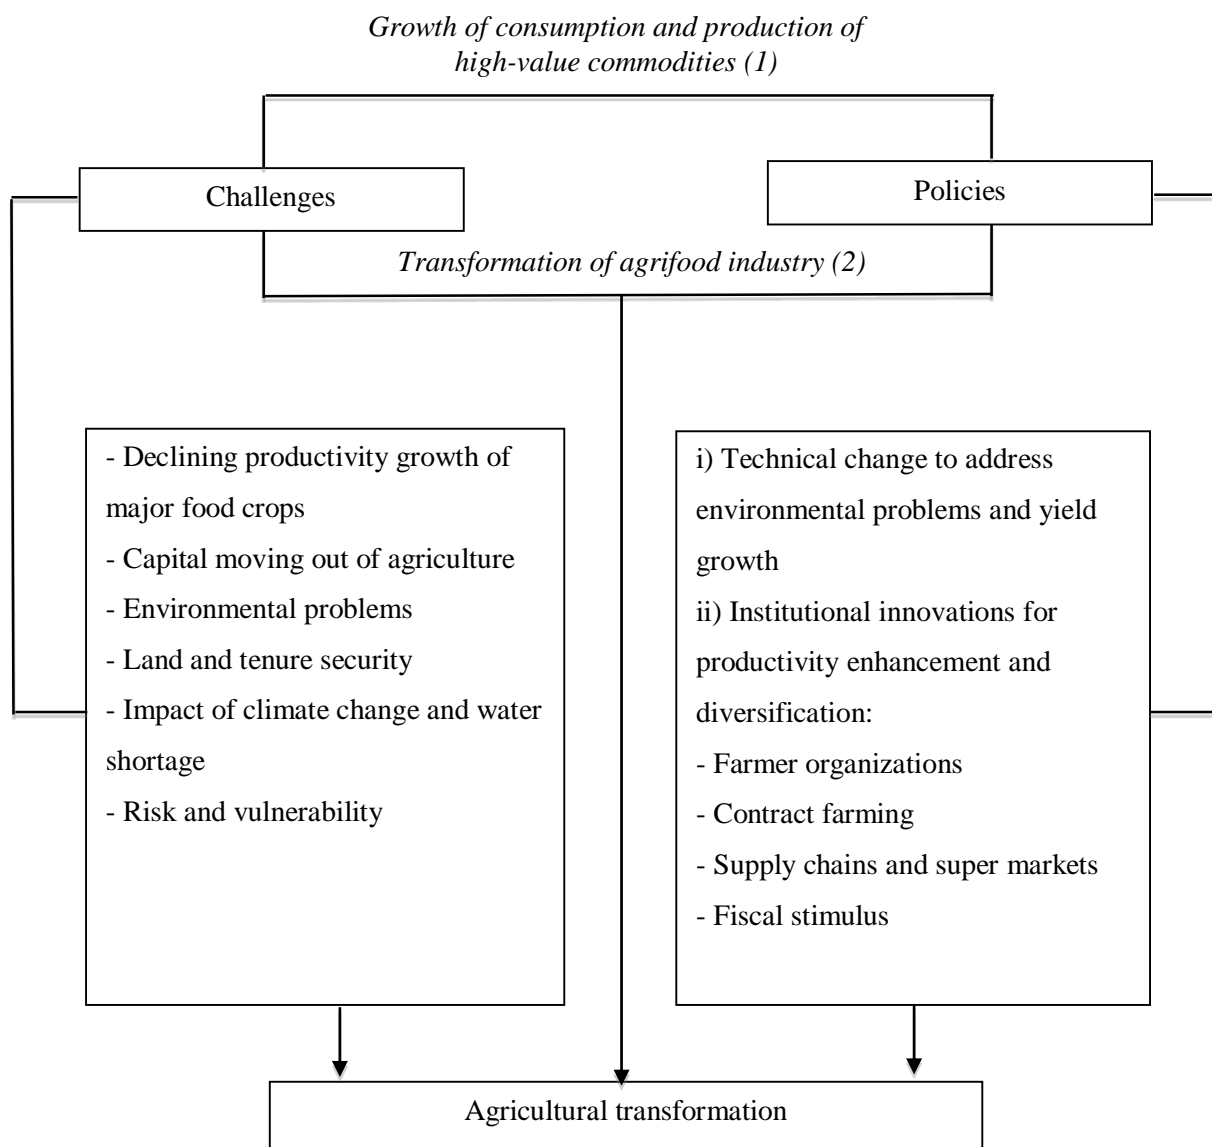 Growth of consumption and production of
high-value commodities (1)
Challenges
Policies
Transformation of agrifood industry (2)
- Declining productivity growth of
major food crops
- Capital moving out of agriculture
- Environmental problems
- Land and tenure security
- Impact of climate change and water
shortage
- Risk and vulnerability
i) Technical change to address
environmental problems and yield
growth
ii) Institutional innovations for
productivity enhancement and
diversification:
- Farmer organizations
- Contract farming
- Supply chains and super markets
- Fiscal stimulus
Agricultural transformation